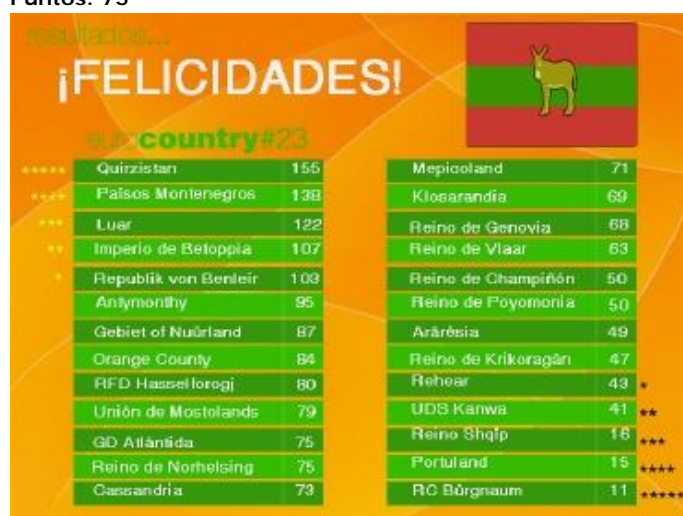 Puntos: 73
resultados...
¡FELICIDADES!
eurocountry#23
***** Quirzistan 155
**** Països Montenegros 138
*** Luar 122
** Imperio de Betoppia 107
* Republik von Benleir 103
Antymonthy 95
Gebiet of Nuûrland 87
Orange County 84
RFD Hassellorogj 80
Unión de Mostolands 79
GD Atlántida 75
Reino de Norhelsing 75
Cassandria 73
Mepicoland 71
Klosarandia 69
Reino de Genovia 68
Reino de Vlaar 63
Reino de Champiñón 50
Reino de Poyomonia 50
Arârêsia 49
Reino de Krikoragán 47
Rehear 43 *
UDS Kanwa 41 **
Reino Shqip 16 ***
Portuland 15 ****
RC Bûrgnaum 11 *****